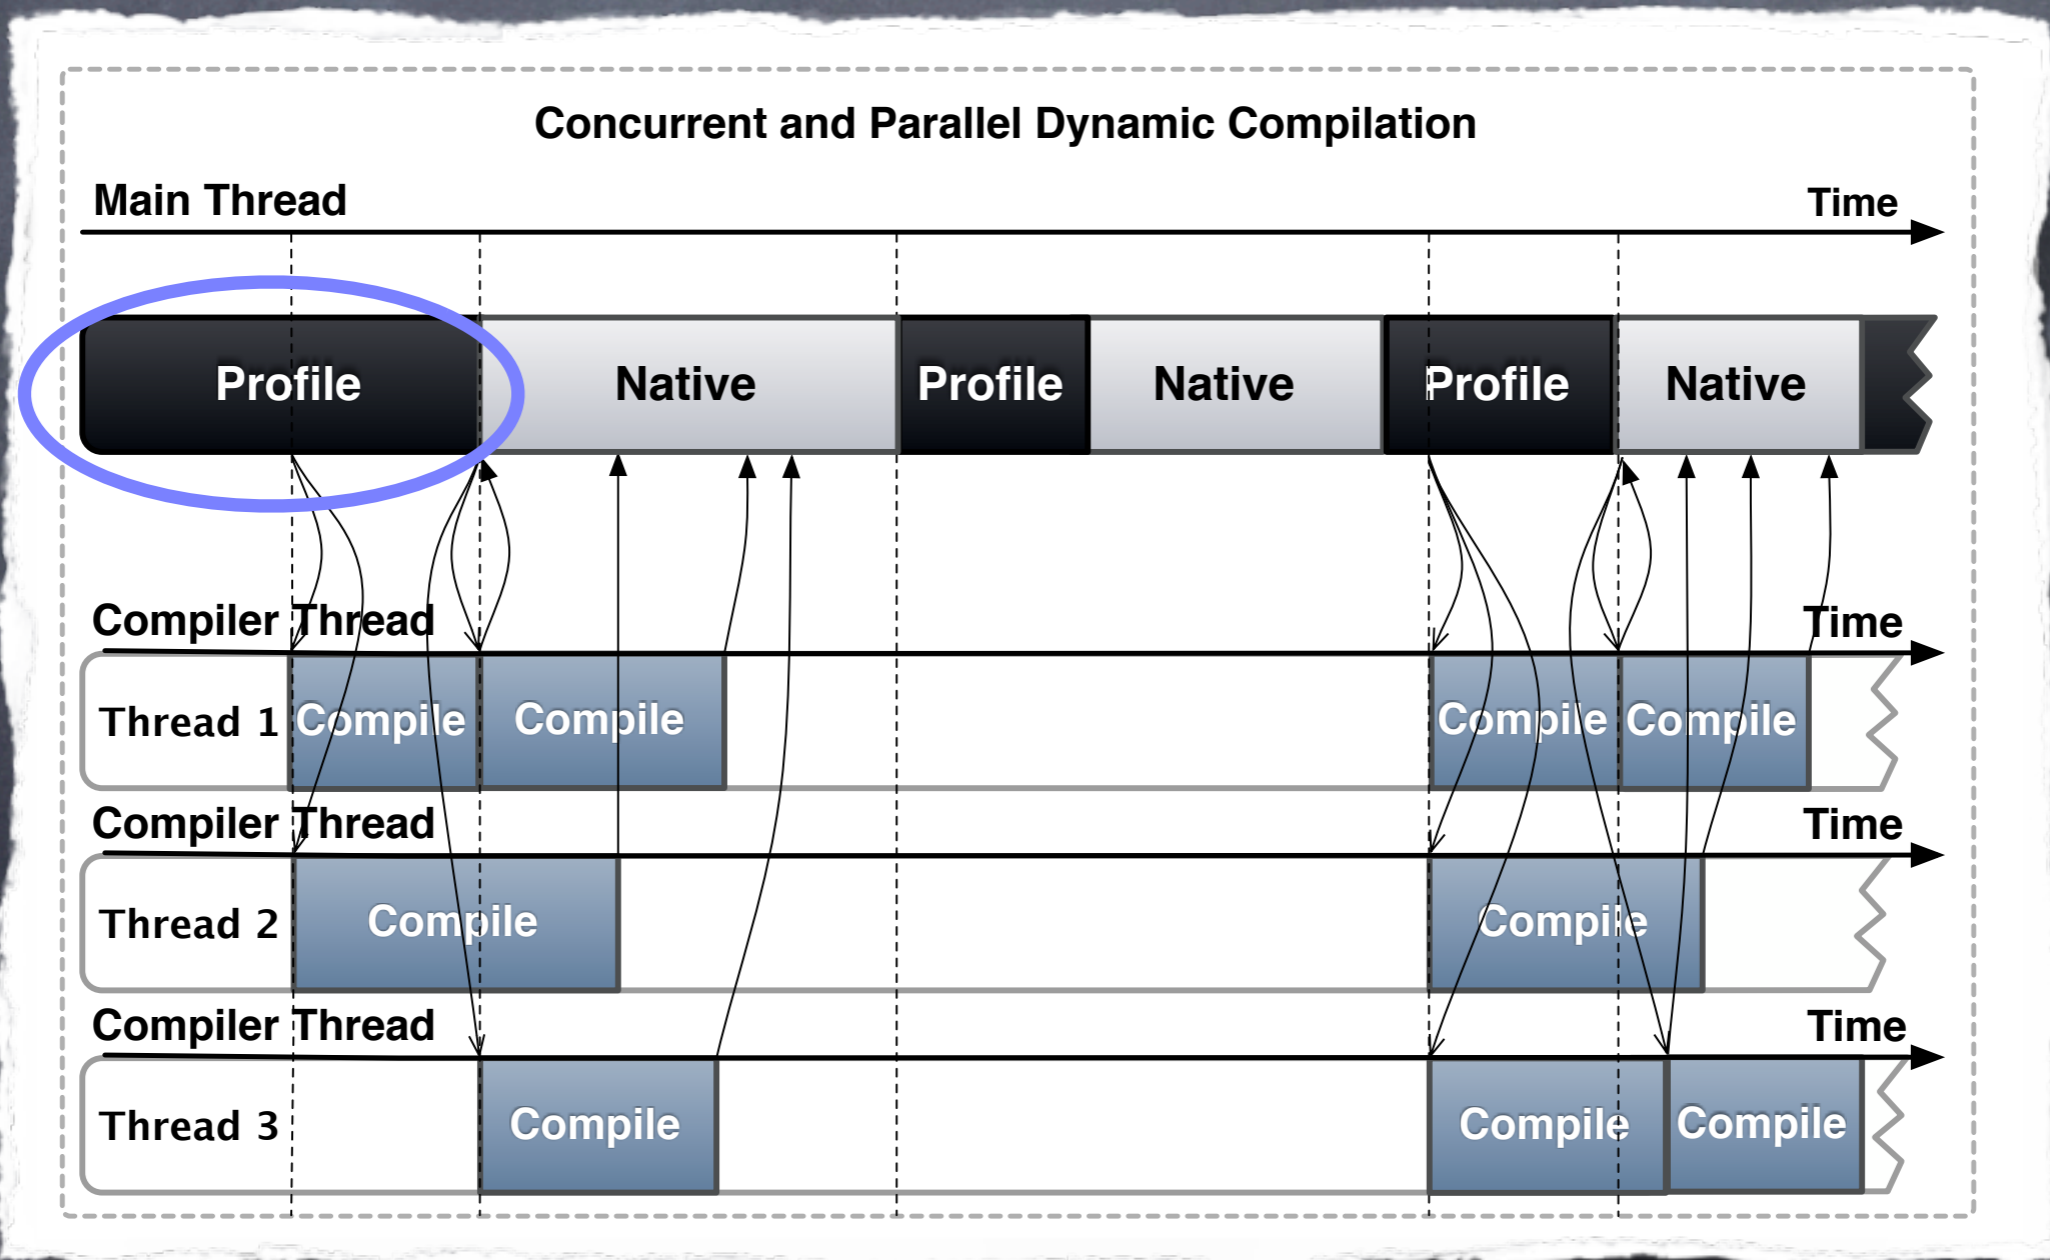 Concurrent and Parallel Dynamic Compilation
Main Thread Time
Profile Native Profile Native Profile Native
Compiler Thread Time
Thread 1 Compile Compile Compile Compile
Compiler Thread Time
Thread 2 Compile Compile
Compiler Thread Time
Thread 3 Compile Compile Compile